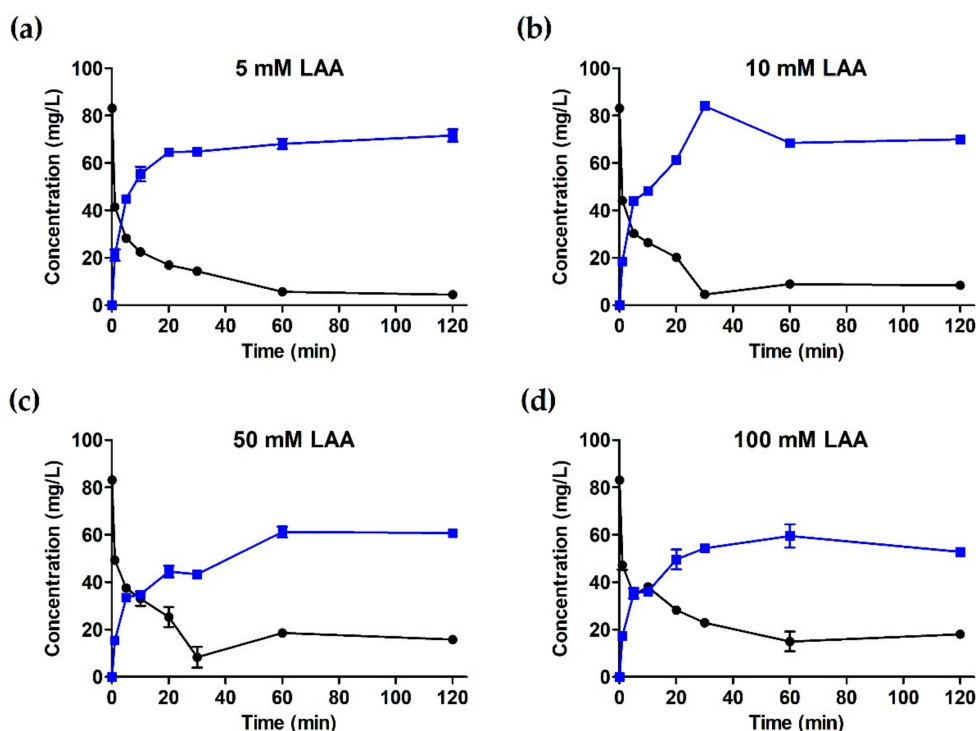 (a)
5 mM LAA
Concentration (mg/L)
100
80
60
40
20
0
0 20 40 60 80 100 120
Time (min)
(b)
10 mM LAA
Concentration (mg/L)
100
80
60
40
20
0
0 20 40 60 80 100 120
Time (min)
(c)
50 mM LAA
Concentration (mg/L)
100
80
60
40
20
0
0 20 40 60 80 100 120
Time (min)
(d)
100 mM LAA
Concentration (mg/L)
100
80
60
40
20
0
0 20 40 60 80 100 120
Time (min)